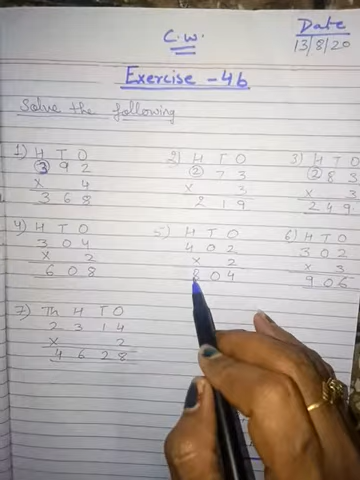 C.W.
Date
13/8/20
Exercise - 4b
Solve the following
1) H T O
3 9 2
x 4
3 6 8
2) H T O
2 7 3
x 3
2 1 9
3) H T O
2 8 3
x 3
2 4 9
4) H T O
3 0 4
x 2
6 0 8
5) H T O
4 0 2
x 2
8 0 4
6) H T O
3 0 2
x 3
9 0 6
7) Th H T O
2 3 1 4
x 2
4 6 2 8